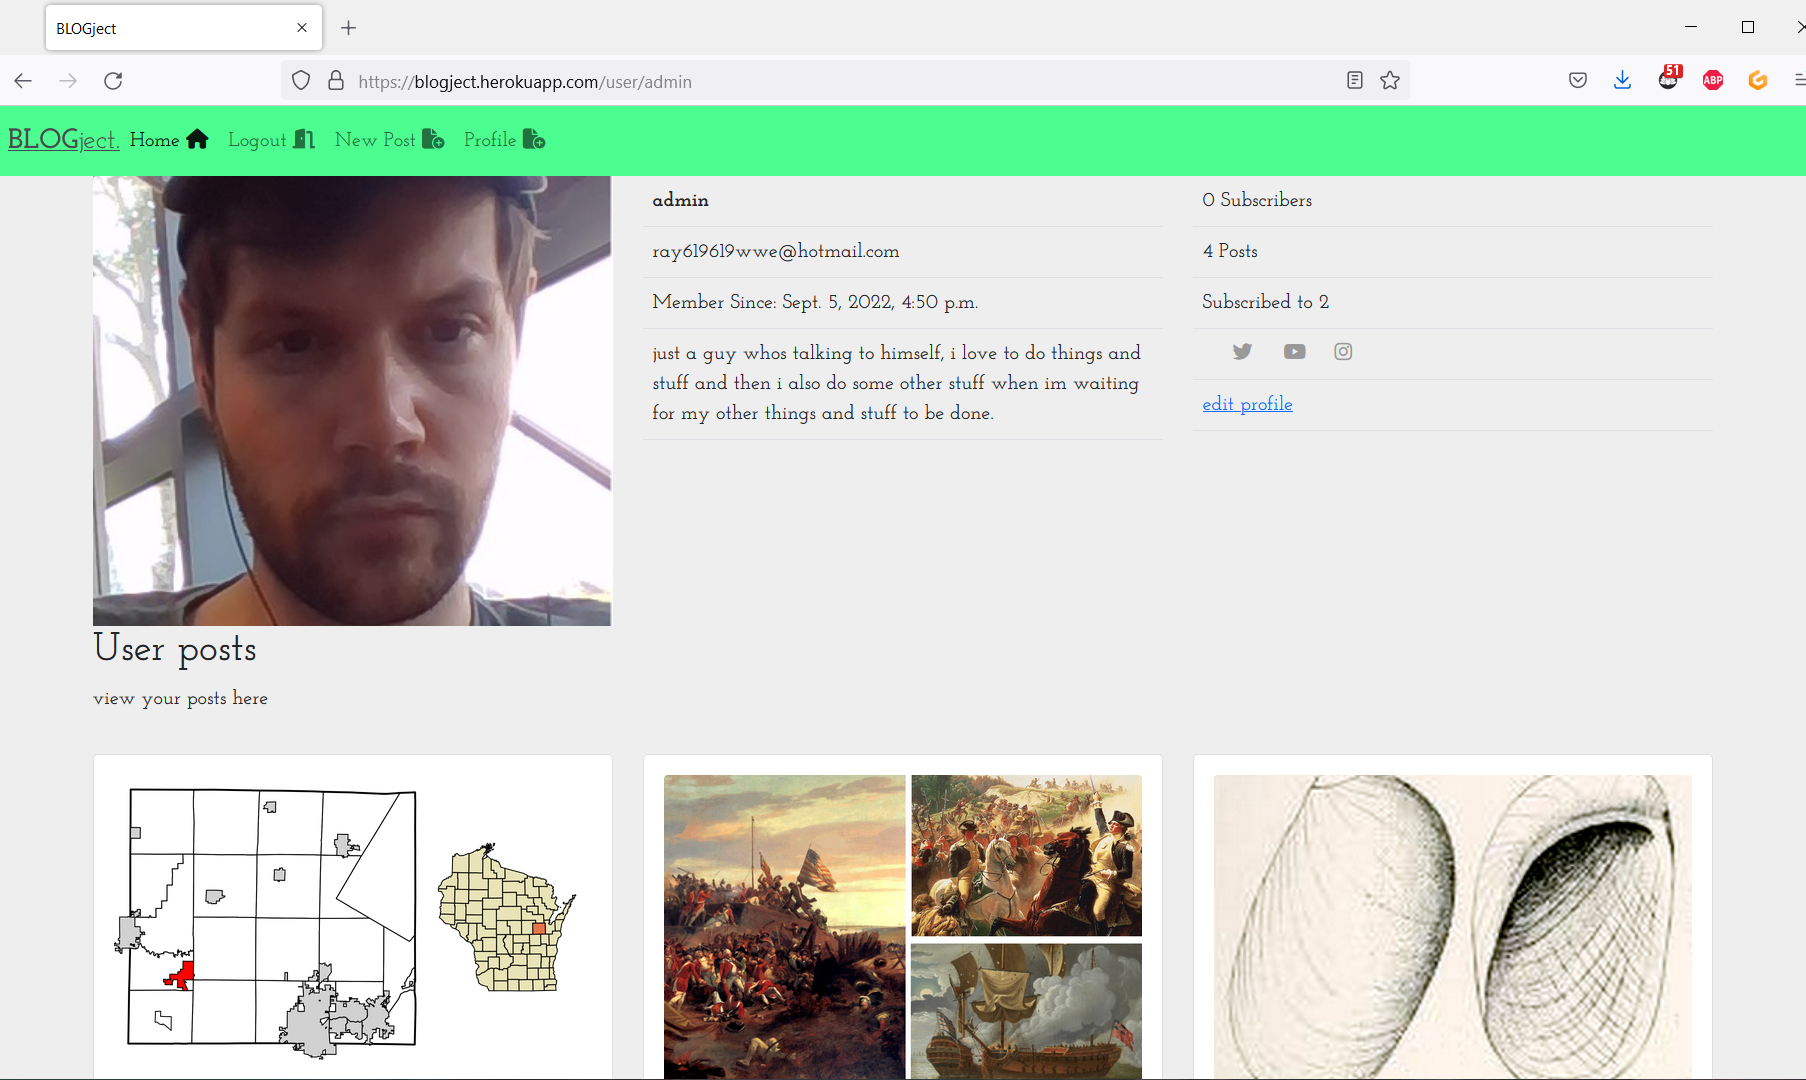 BLOGject
https://blogject.herokuapp.com/user/admin
51
ABP
BLOGject. Home Logout New Post Profile
admin
ray619619wwe@hotmail.com
Member Since: Sept. 5, 2022, 4:50 p.m.
just a guy whos talking to himself, i love to do things and
stuff and then i also do some other stuff when im waiting
for my other things and stuff to be done.
0 Subscribers
4 Posts
Subscribed to 2
edit profile
User posts
view your posts here